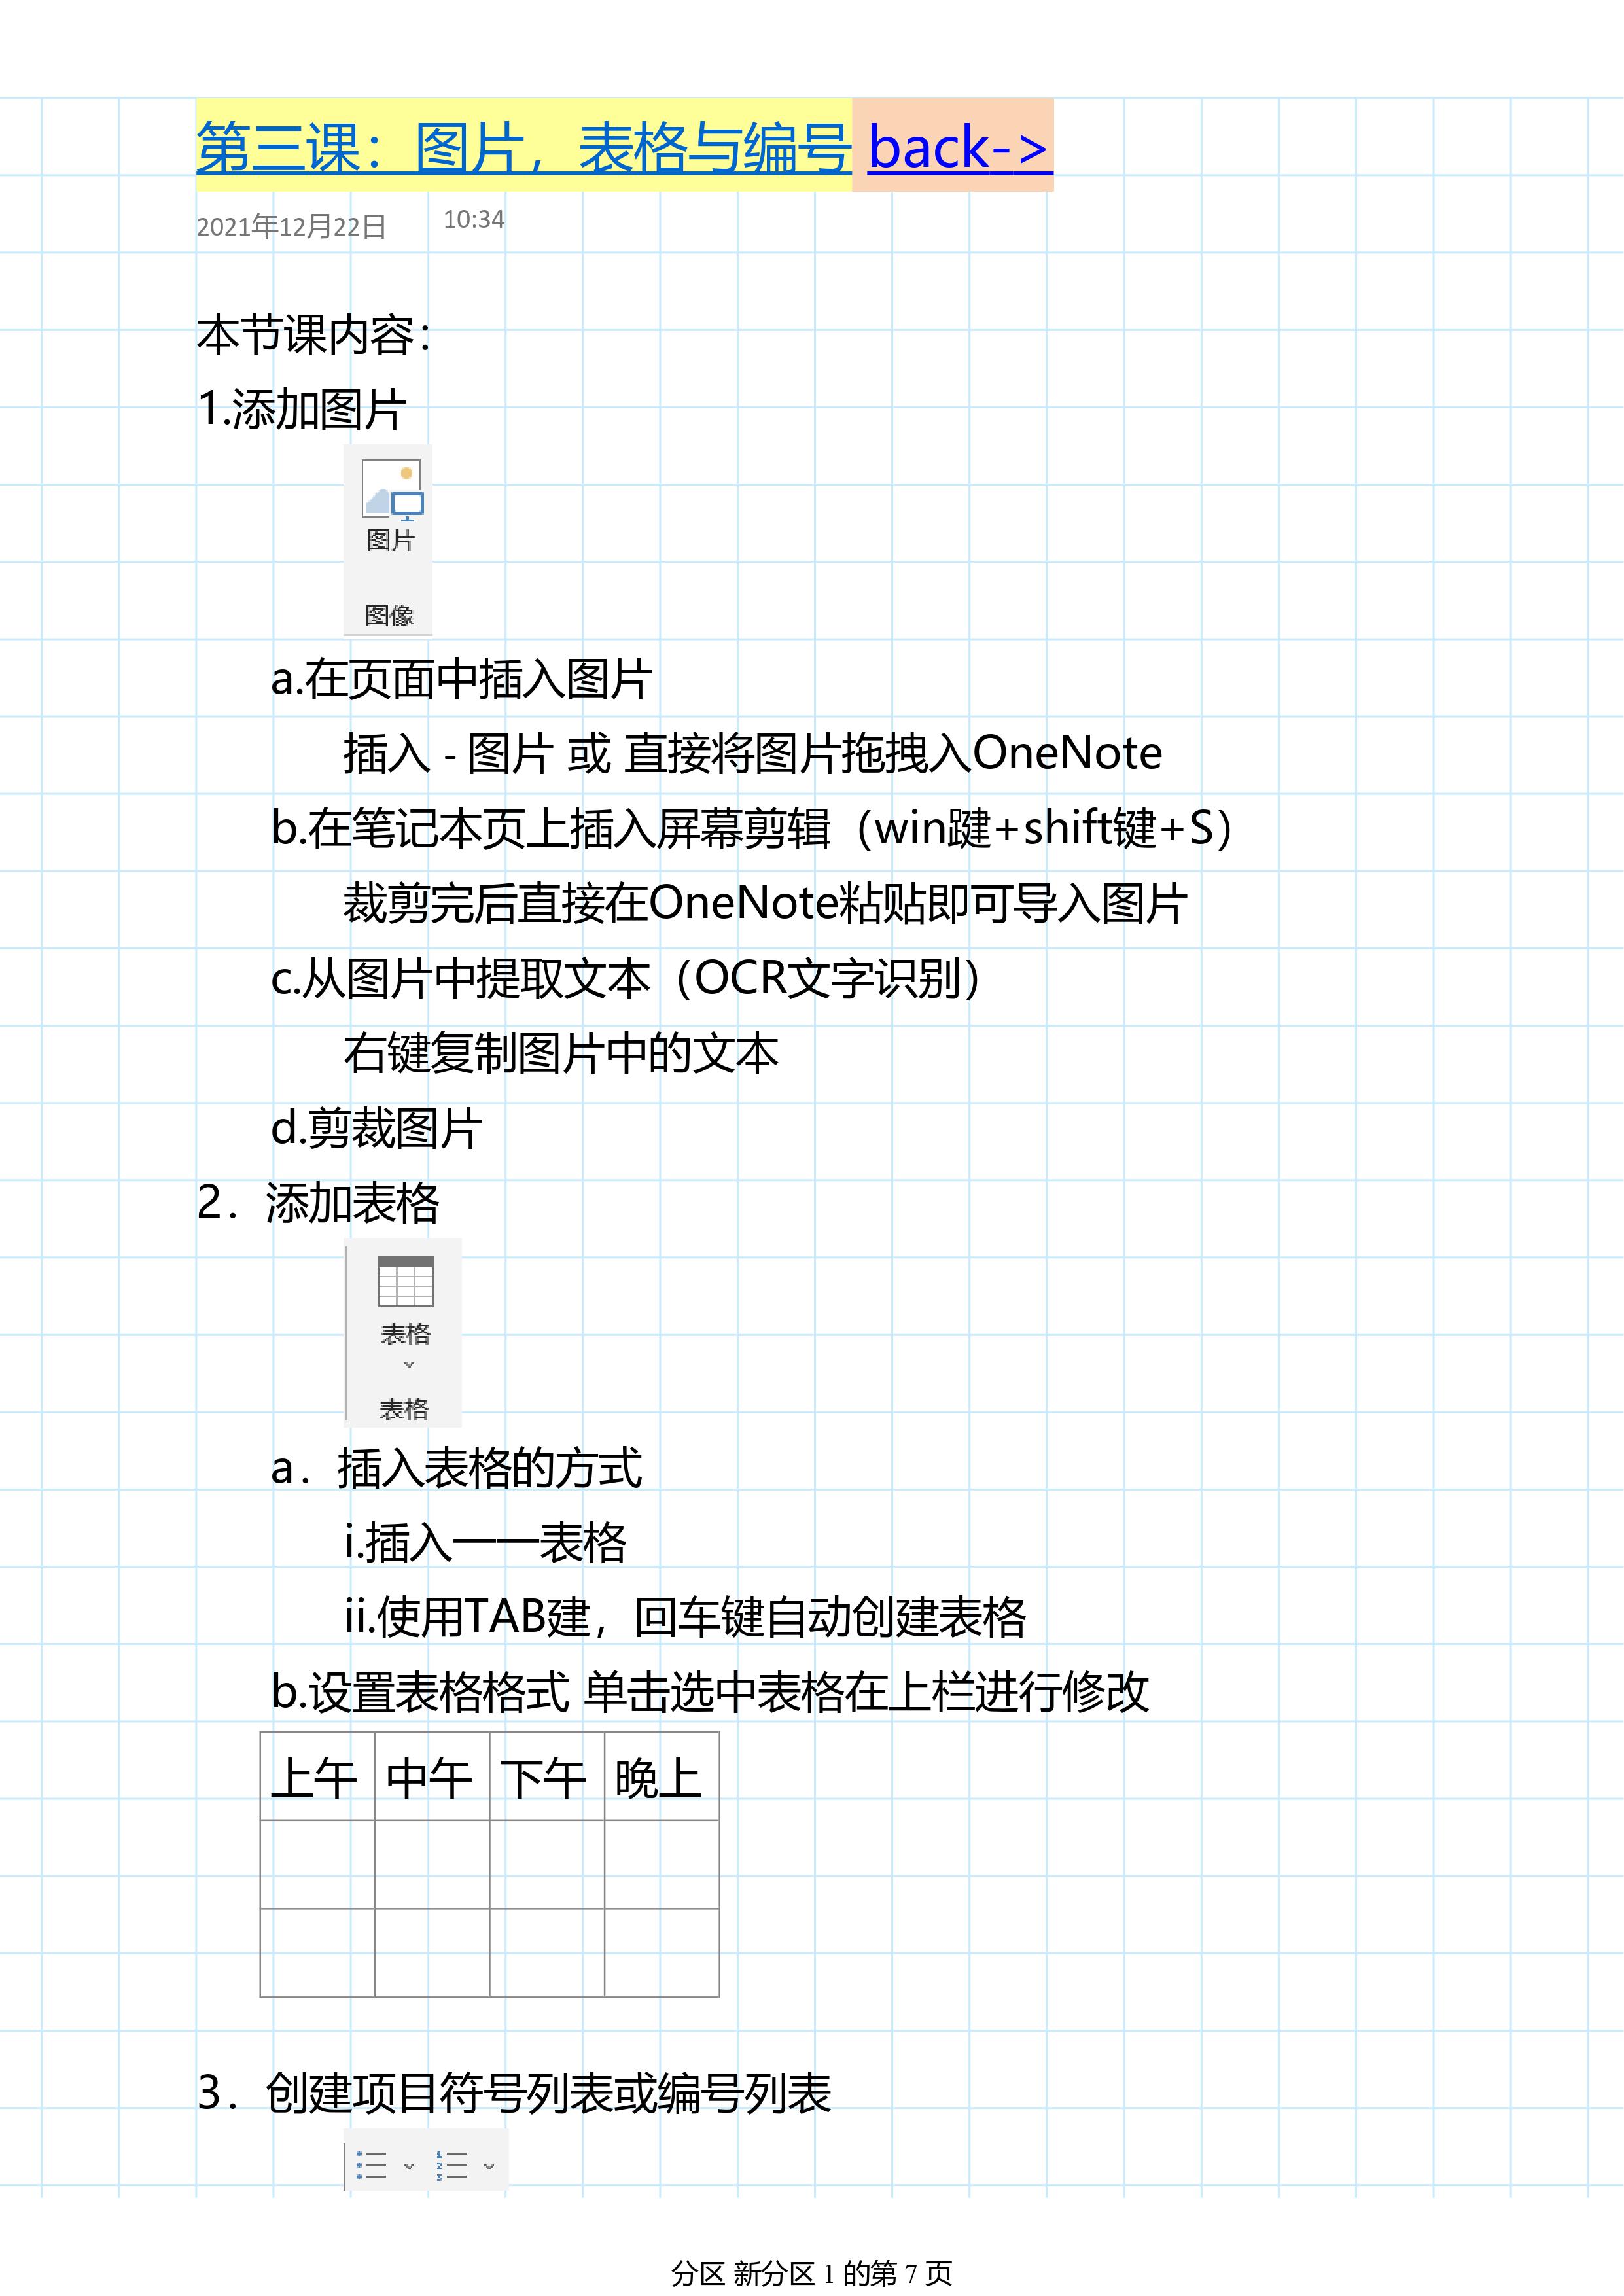 第三课：图片，表格与编号 back->
2021年12月22日 10:34
本节课内容：
1.添加图片
图片
图像
a.在页面中插入图片
插入 - 图片 或 直接将图片拖拽入OneNote
b.在笔记本页上插入屏幕剪辑（win键+shift键+S）
裁剪完后直接在OneNote粘贴即可导入图片
c.从图片中提取文本（OCR文字识别）
右键复制图片中的文本
d.剪裁图片
2. 添加表格
表格
表格
a. 插入表格的方式
i.插入——表格
ii.使用TAB建，回车键自动创建表格
b.设置表格格式 单击选中表格在上栏进行修改
上午 中午 下午 晚上
3. 创建项目符号列表或编号列表
1
2
3
分区 新分区 1 的第 7 页